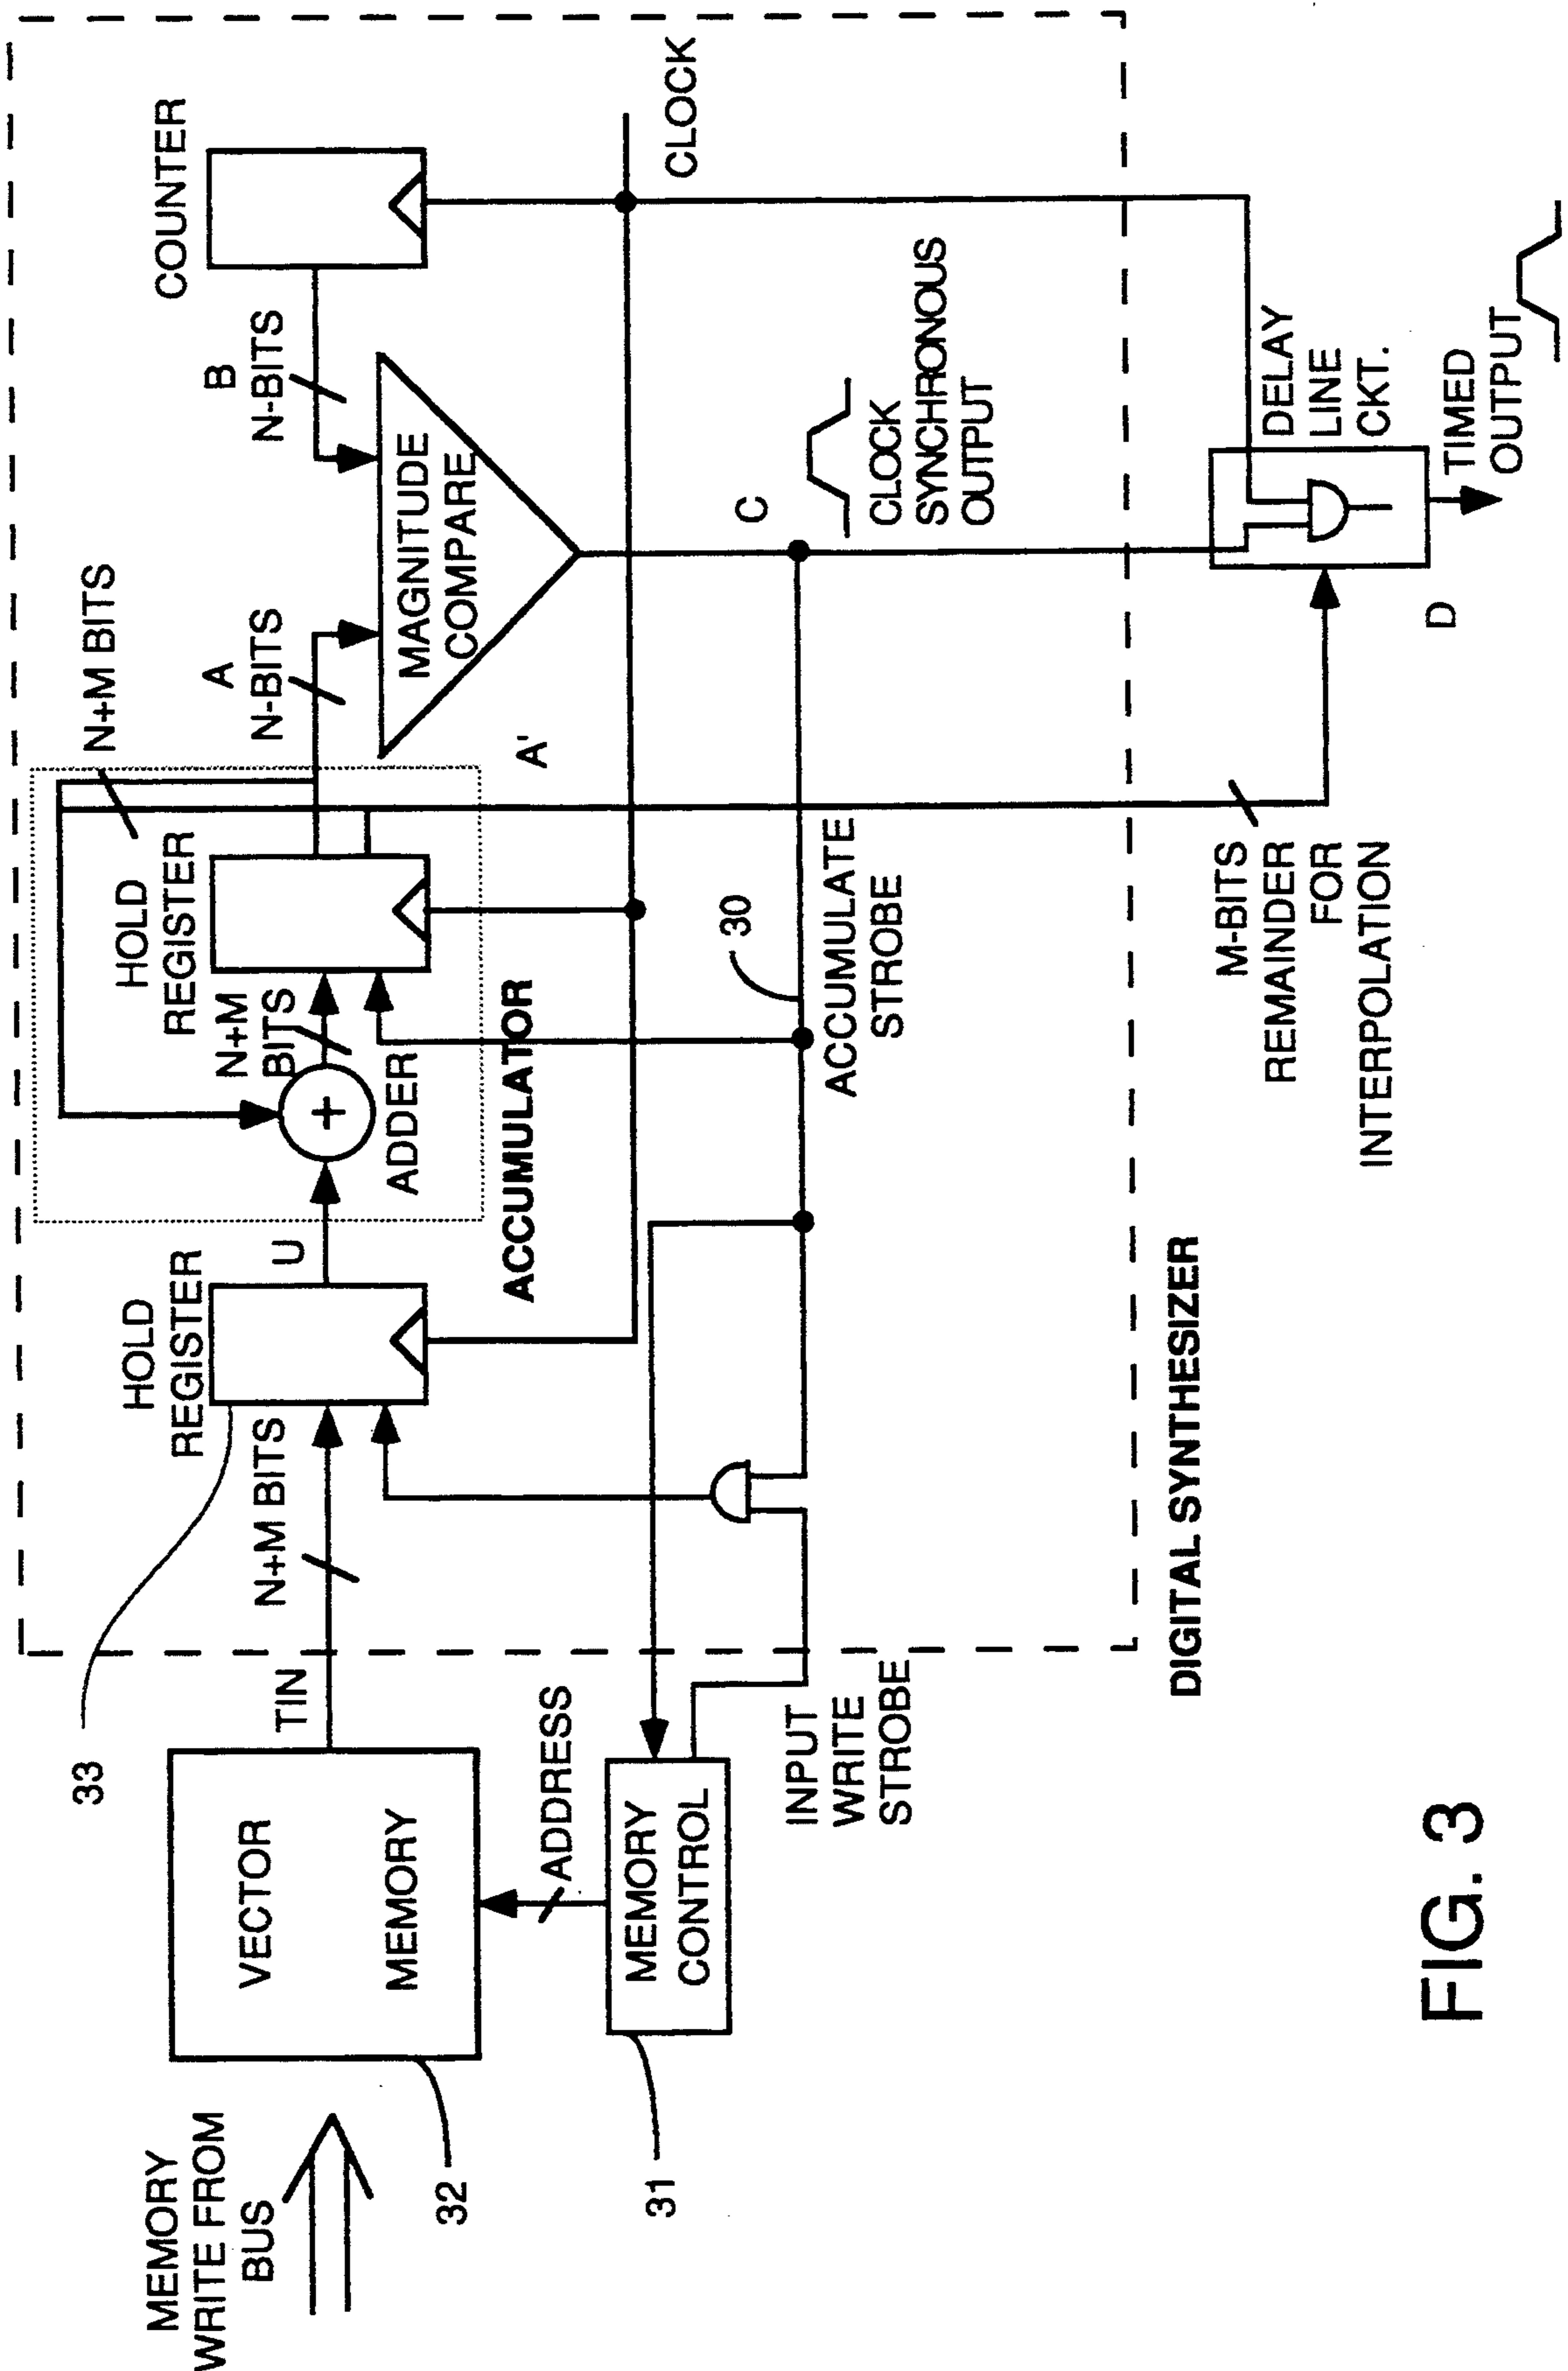 MEMORY
WRITE FROM
BUS
32
31
VECTOR
MEMORY
33
TIN
ADDRESS
MEMORY
CONTROL
INPUT
WRITE
STROBE
N+M BITS
HOLD
REGISTER
U
N+M
BITS
ADDER
ACCUMULATOR
HOLD
REGISTER
N+M BITS
A
N-BITS
A'
MAGNITUDE
COMPARE
B
N-BITS
COUNTER
CLOCK
30
ACCUMULATE
STROBE
C
CLOCK
SYNCHRONOUS
OUTPUT
DIGITAL SYNTHESIZER
M-BITS
REMAINDER
FOR
INTERPOLATION
D
DELAY
LINE
CKT.
TIMED
OUTPUT
FIG. 3